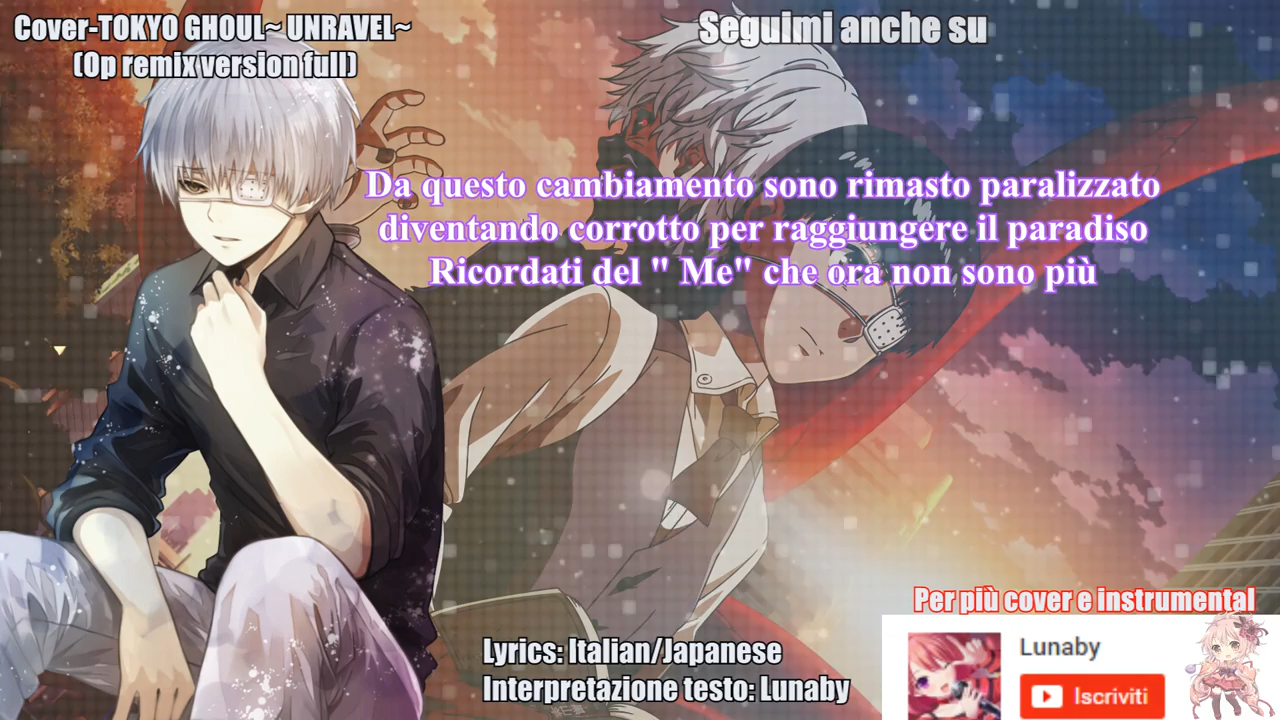 Cover-TOKYO GHOUL~ UNRAVEL~
(Op remix version full)
Seguimi anche su
Da questo cambiamento sono rimasto paralizzato
diventando corrotto per raggiungere il paradiso
Ricordati del " Me" che ora non sono più
Lyrics: Italian/Japanese
Interpretazione testo: Lunaby
Per più cover e instrumental
Lunaby
Iscriviti